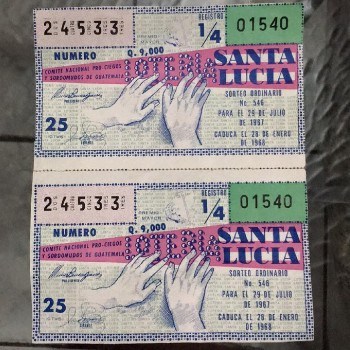 24533
REGISTRO
01540
NUMERO
Q. 9,000
1/4
COMITE NACIONAL PRO-CIEGOS
Y SORDOMUDOS DE GUATEMALA
LOTERIA
SANTA
LUCIA
SORTEO ORDINARIO
No. 546
PARA EL 29 DE JULIO
DE 1967
CADUCA EL 29 DE ENERO
DE 1968
25
PRESIDENTE
24533
REGISTRO
01540
NUMERO
Q. 9,000
1/4
COMITE NACIONAL PRO-CIEGOS
Y SORDOMUDOS DE GUATEMALA
LOTERIA
SANTA
LUCIA
SORTEO ORDINARIO
No. 546
PARA EL 29 DE JULIO
DE 1967
CADUCA EL 29 DE ENERO
DE 1968
25
PRESIDENTE